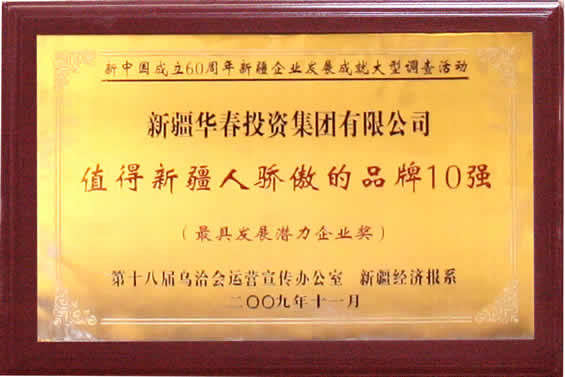 新中国成立60周年新疆企业发展成就大型调查活动
新疆华春投资集团有限公司
值得新疆人骄傲的品牌10强
(最具发展潜力企业奖)
第十八届乌洽会运营宣传办公室 新疆经济报系
二〇〇九年十一月